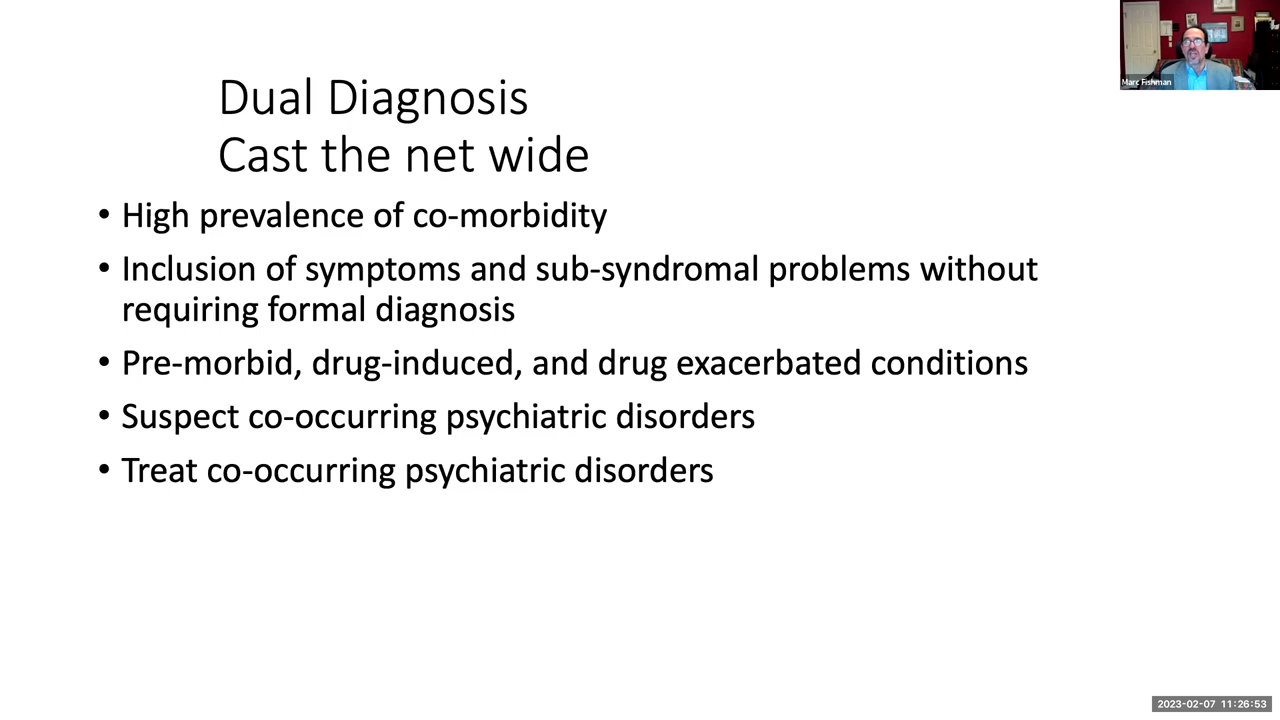 Dual Diagnosis
Cast the net wide
• High prevalence of co-morbidity
• Inclusion of symptoms and sub-syndromal problems without
requiring formal diagnosis
• Pre-morbid, drug-induced, and drug exacerbated conditions
• Suspect co-occurring psychiatric disorders
• Treat co-occurring psychiatric disorders
Marc Fishman
2023-02-07 11:26:53